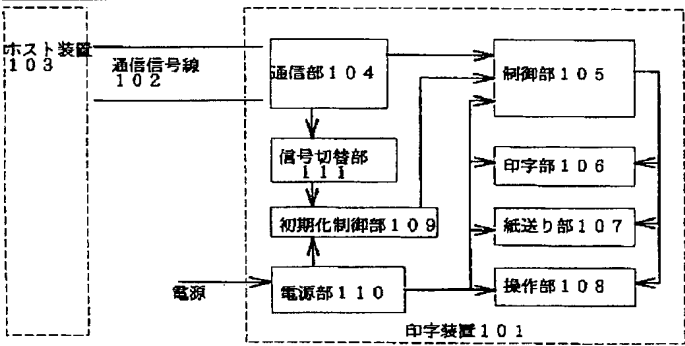 ホスト装置
103
通信信号線
102
通信部104
制御部105
信号切替部
111
印字部106
初期化制御部109
紙送り部107
電源
電源部110
操作部108
印字装置101